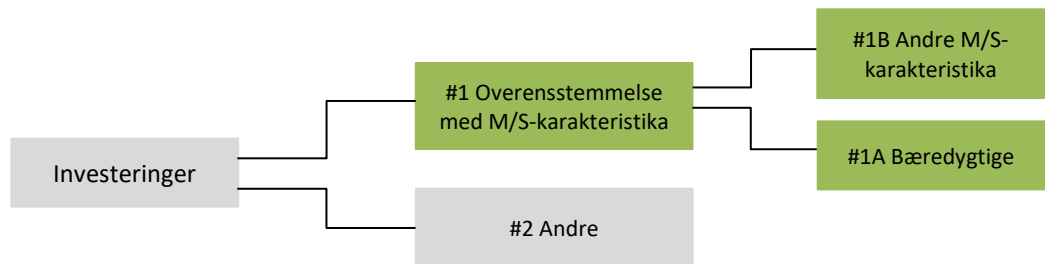 Investeringer
#1 Overensstemmelse
med M/S-karakteristika
#2 Andre
#1B Andre M/S-
karakteristika
#1A Bæredygtige